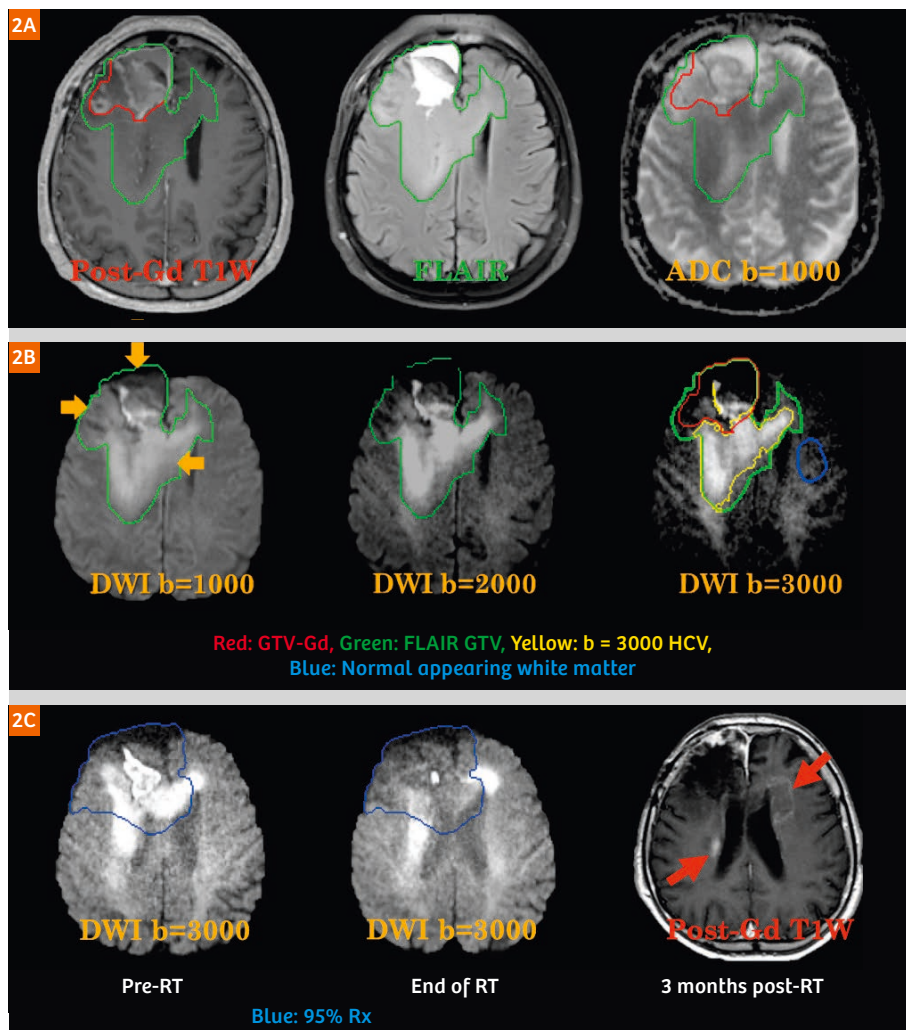 2A
Post-Gd T1W
FLAIR
ADC b=1000
2B
DWI b=1000
DWI b=2000
DWI b=3000
Red: GTV-Gd, Green: FLAIR GTV, Yellow: b = 3000 HCV,
Blue: Normal appearing white matter
2C
DWI b=3000
DWI b=3000
Post-Gd T1W
Pre-RT
End of RT
3 months post-RT
Blue: 95% Rx